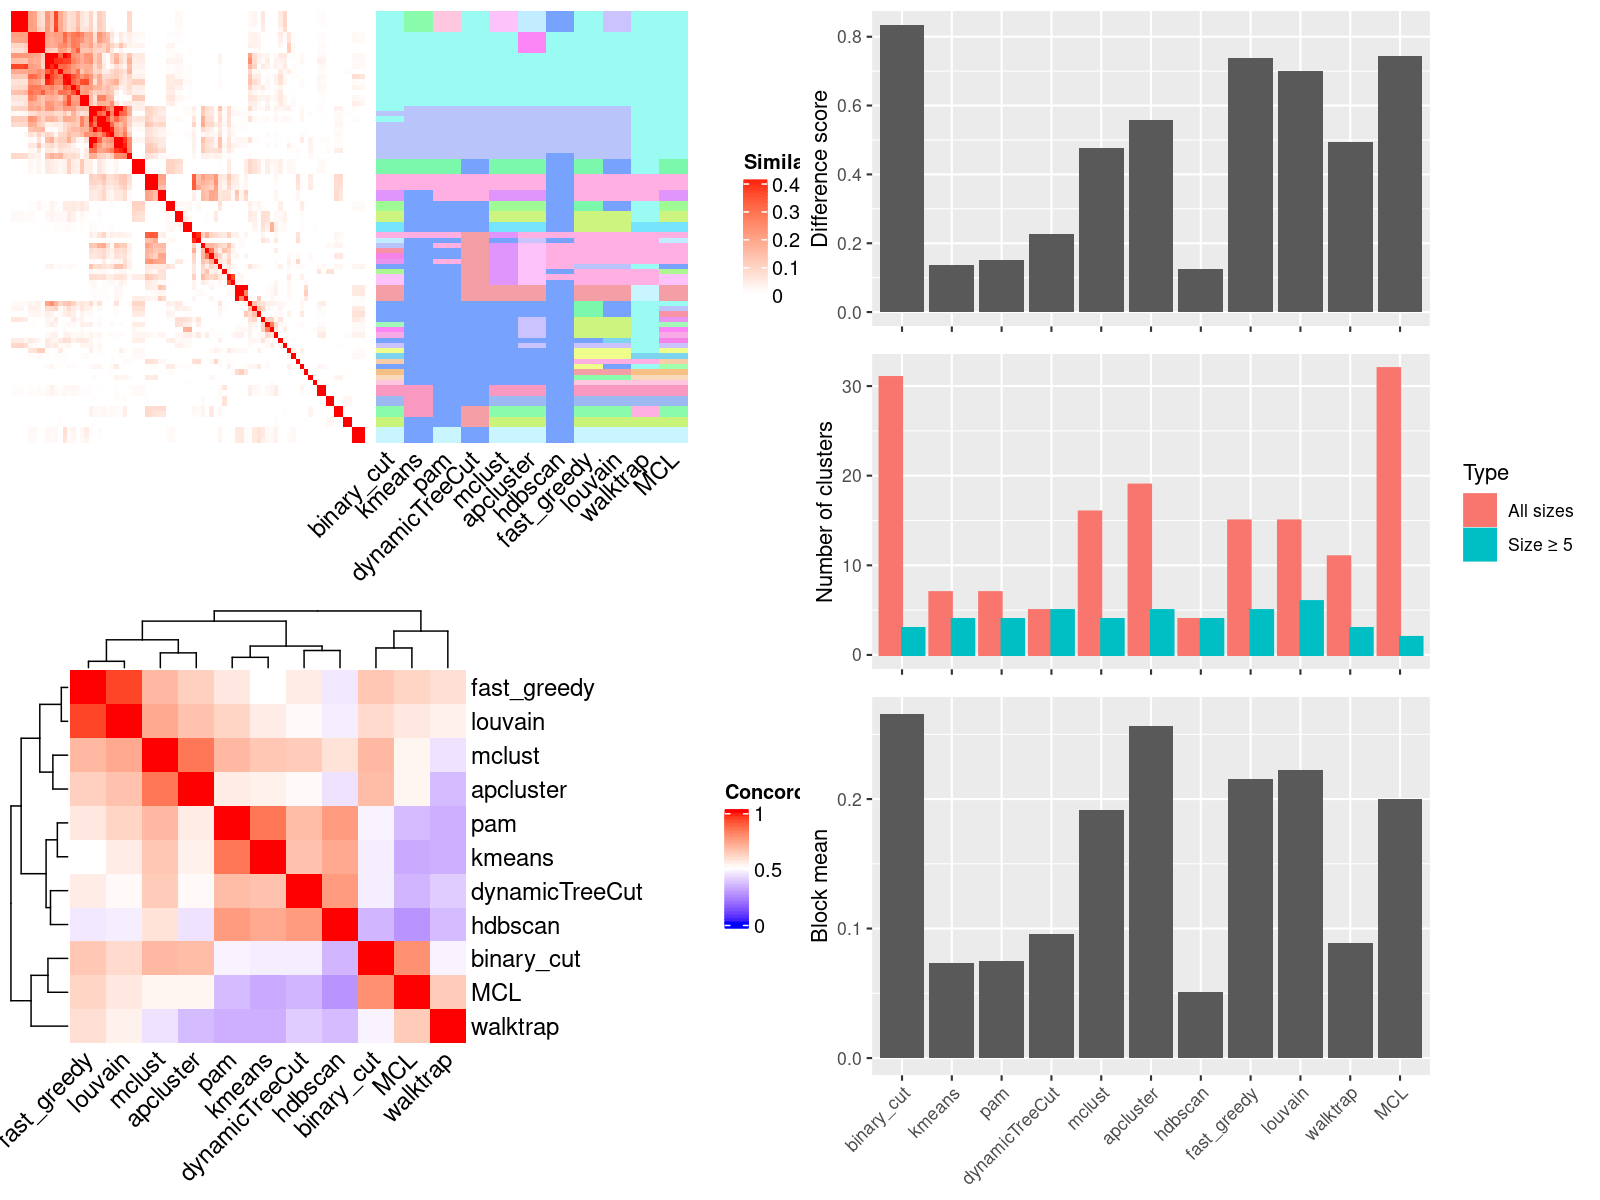 Simila
0.4
0.3
0.2
0.1
0
binary_cut
kmeans
pam
dynamicTreeCut
mclust
apcluster
hdbscan
fast_greedy
louvain
walktrap
MCL
fast_greedy
louvain
mclust
apcluster
pam
kmeans
dynamicTreeCut
hdbscan
binary_cut
MCL
walktrap
fast_greedy
louvain
mclust
apcluster
pam
kmeans
dynamicTreeCut
hdbscan
binary_cut
MCL
walktrap
Concord
1
0.5
0
Difference score
0.8
0.6
0.4
0.2
0.0
Number of clusters
30
20
10
0
Type
All sizes
Size ≥ 5
Block mean
0.2
0.1
0.0
binary_cut
kmeans
pam
dynamicTreeCut
mclust
apcluster
hdbscan
fast_greedy
louvain
walktrap
MCL